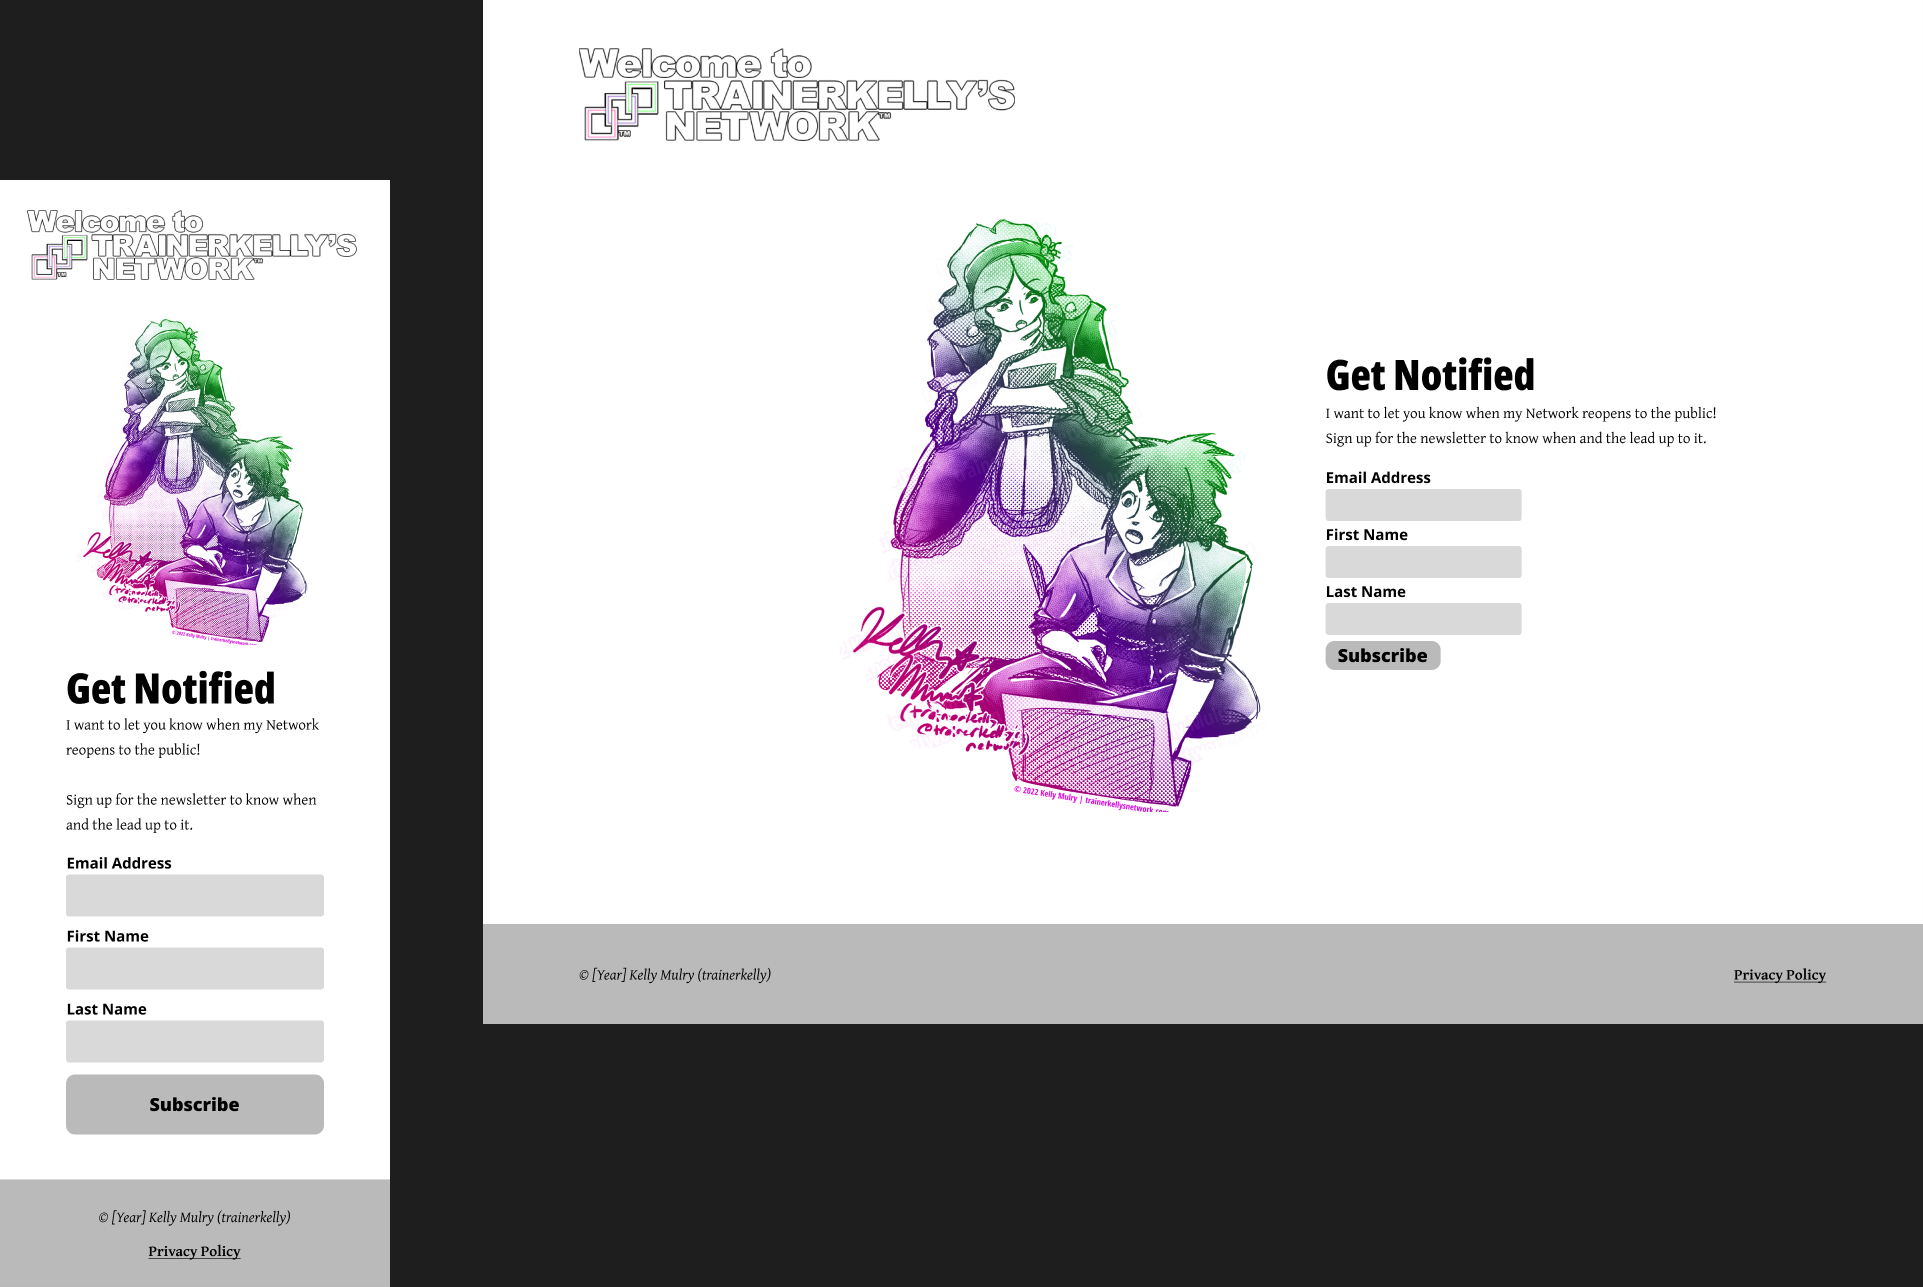 Welcome to
TRAINERKELLY'S
NETWORK™
™
Kelly
Mulry
(trainerkelly
@trainerkelly's
network)
© 2022 Kelly Mulry | trainerkellysnetwork.com
Get Notified
I want to let you know when my Network
reopens to the public!
Sign up for the newsletter to know when
and the lead up to it.
Email Address
First Name
Last Name
Subscribe
© [Year] Kelly Mulry (trainerkelly)
Privacy Policy
Welcome to
TRAINERKELLY'S
NETWORK™
™
Kelly
Mulry
(trainerkelly
@trainerkelly's
network)
© 2022 Kelly Mulry | trainerkellysnetwork.com
Get Notified
I want to let you know when my Network reopens to the public!
Sign up for the newsletter to know when and the lead up to it.
Email Address
First Name
Last Name
Subscribe
© [Year] Kelly Mulry (trainerkelly)
Privacy Policy